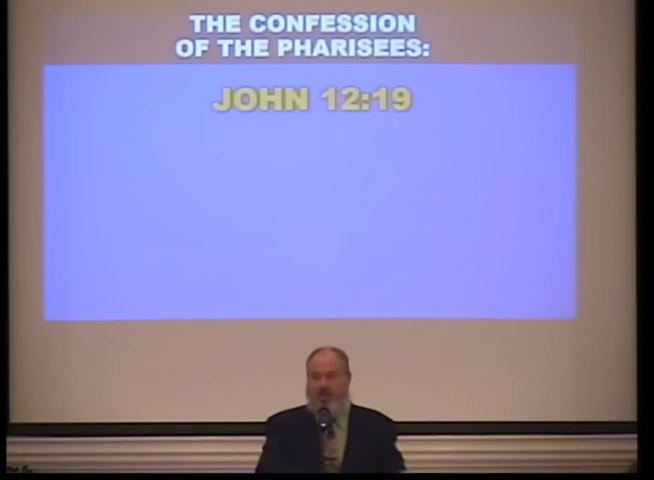 THE CONFESSION
OF THE PHARISEES:
JOHN 12:19